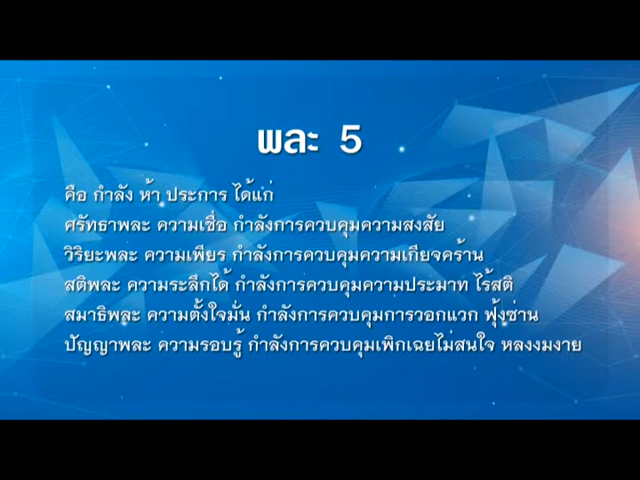 พละ 5
คือ กำลัง ห้า ประการ ได้แก่
ศรัทธาพละ ความเชื่อ กำลังการควบคุมความสงสัย
วิริยะพละ ความเพียร กำลังการควบคุมความเกียจคร้าน
สติพละ ความระลึกได้ กำลังการควบคุมความประมาท ไร้สติ
สมาธิพละ ความตั้งใจมั่น กำลังการควบคุมการวอกแวก ฟุ้งซ่าน
ปัญญาพละ ความรอบรู้ กำลังการควบคุมเพิกเฉยไม่สนใจ หลงงมงาย